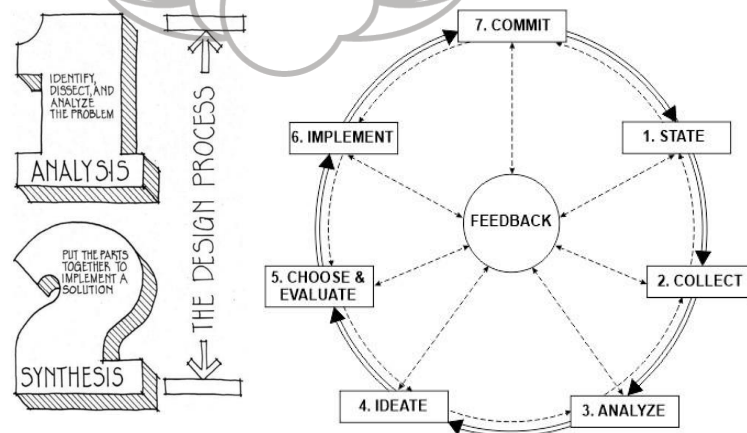 IDENTIFY,
DISSECT, AND
ANALYZE
THE PROBLEM
ANALYSIS
PUT THE PARTS
TOGETHER TO
IMPLEMENT A
SOLUTION
SYNTHESIS
THE DESIGN PROCESS
7. COMMIT
1. STATE
2. COLLECT
3. ANALYZE
4. IDEATE
5. CHOOSE &
EVALUATE
6. IMPLEMENT
FEEDBACK